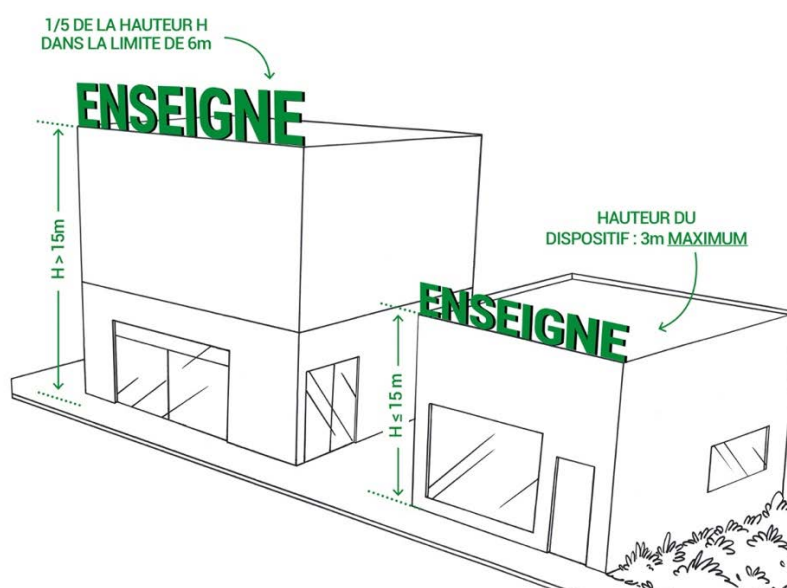 1/5 DE LA HAUTEUR H
DANS LA LIMITE DE 6m
ENSEIGNE
H > 15m
HAUTEUR DU
DISPOSITIF : 3m MAXIMUM
ENSEIGNE
H ≤ 15 m